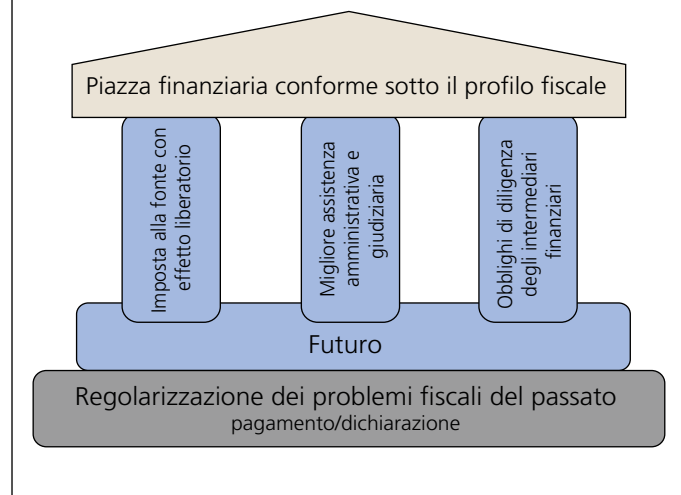 Piazza finanziaria conforme sotto il profilo fiscale
Imposta alla fonte con
effetto liberatorio
Migliore assistenza
amministrativa e
giudiziaria
Obblighi di diligenza
degli intermediari
finanziari
Futuro
Regolarizzazione dei problemi fiscali del passato
pagamento/dichiarazione